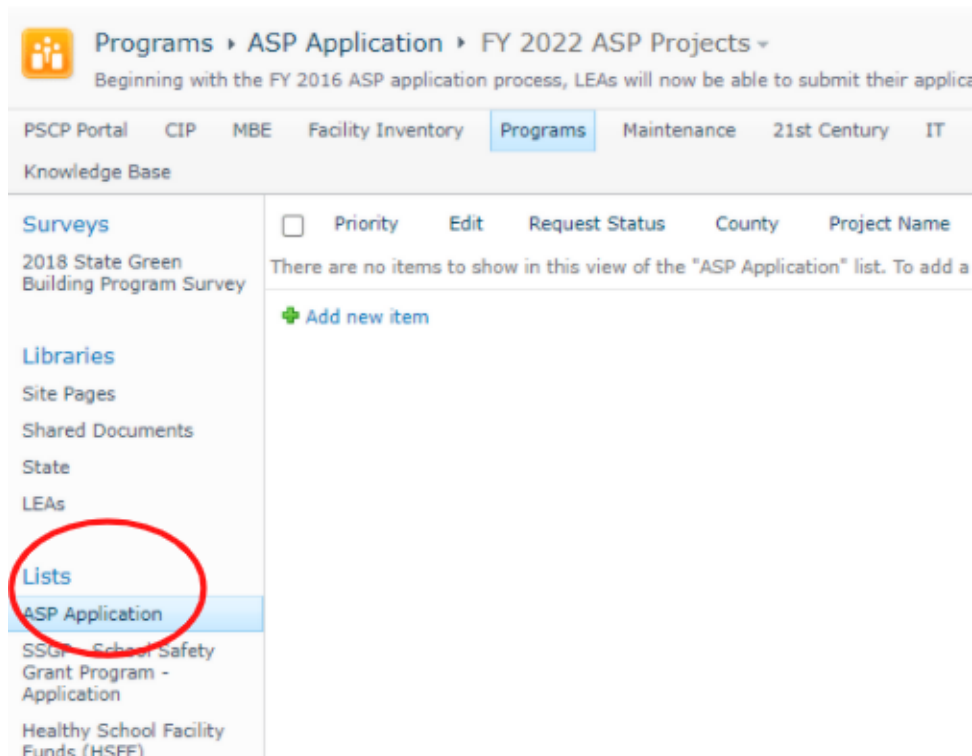 Programs ▸ ASP Application ▸ FY 2022 ASP Projects
Beginning with the FY 2016 ASP application process, LEAs will now be able to submit their applica
PSCP Portal CIP MBE Facility Inventory Programs Maintenance 21st Century IT
Knowledge Base
Surveys
2018 State Green
Building Program Survey
Libraries
Site Pages
Shared Documents
State
LEAs
Lists
ASP Application
SSGP - School Safety
Grant Program -
Application
Healthy School Facility
Funds (HSFF)
Priority Edit Request Status County Project Name
There are no items to show in this view of the "ASP Application" list. To add a
Add new item